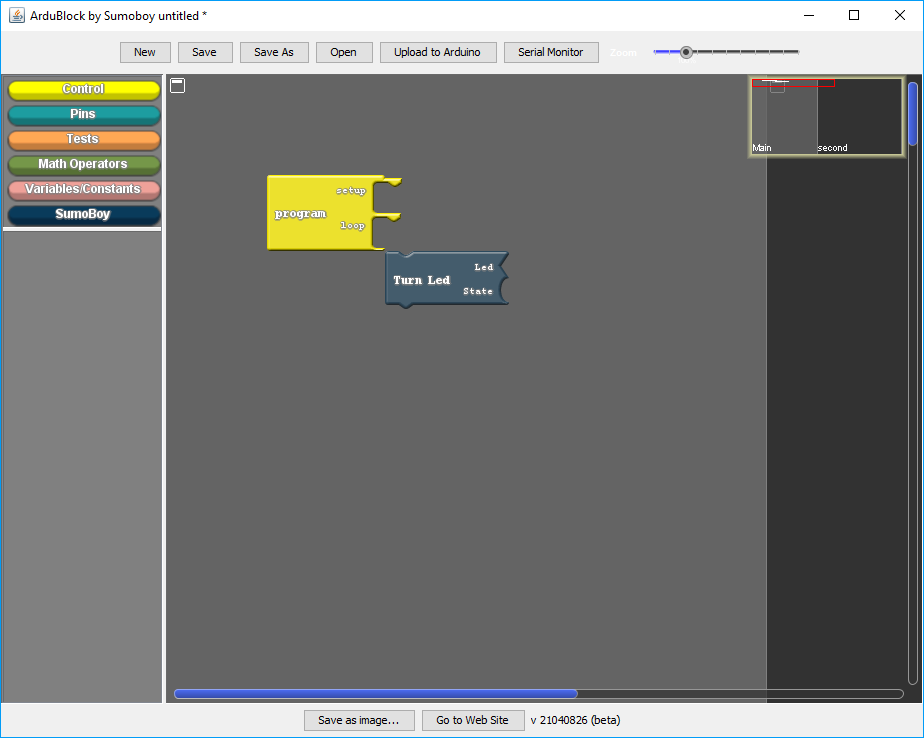 ArduBlock by Sumoboy untitled *
New Save Save As Open Upload to Arduino Serial Monitor Zoom
Control
Pins
Tests
Math Operators
Variables/Constants
SumoBoy
Main second
setup
program
loop
Led
Turn Led
State
Save as image... Go to Web Site v 21040826 (beta)